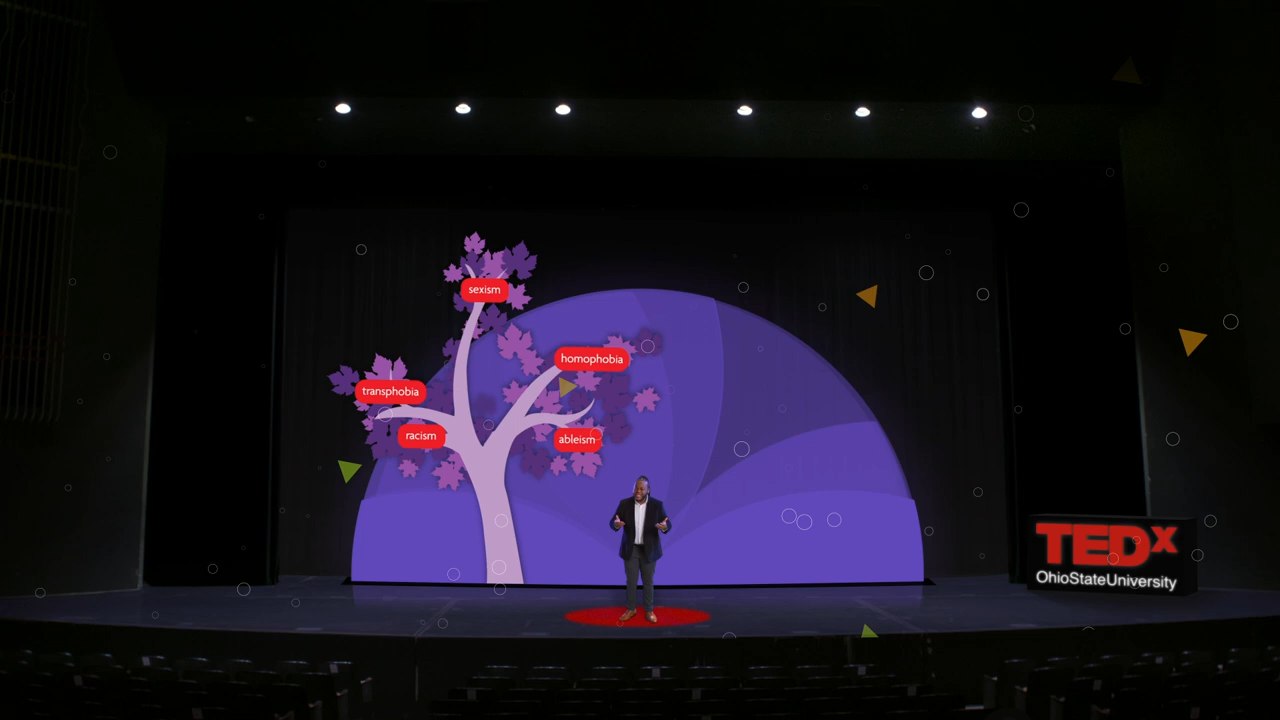 sexism
homophobia
transphobia
racism
ableism
TEDx
OhioStateUniversity